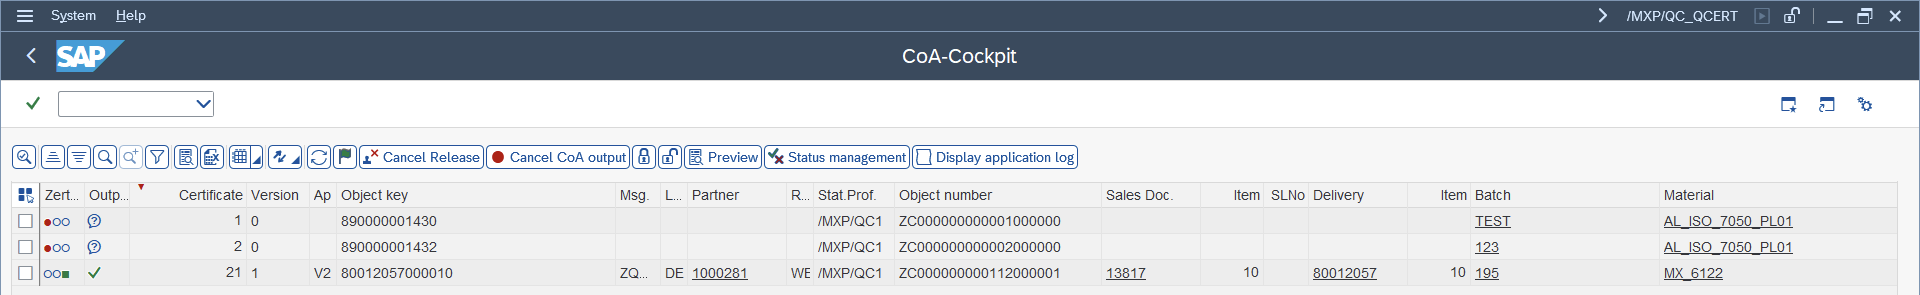 System Help /MXP/QC_QCERT
SAP CoA-Cockpit
Cancel Release Cancel CoA output Preview Status management Display application log
Zert... Outp... Certificate Version Ap Object key Msg. L... Partner R... Stat.Prof. Object number Sales Doc. Item SLNo Delivery Item Batch Material
1 0 890000001430 /MXP/QC1 ZC000000000001000000 TEST AL_ISO_7050_PL01
2 0 890000001432 /MXP/QC1 ZC000000000002000000 123 AL_ISO_7050_PL01
21 1 V2 80012057000010 ZQ... DE 1000281 WE /MXP/QC1 ZC000000000112000001 13817 10 80012057 10 195 MX_6122